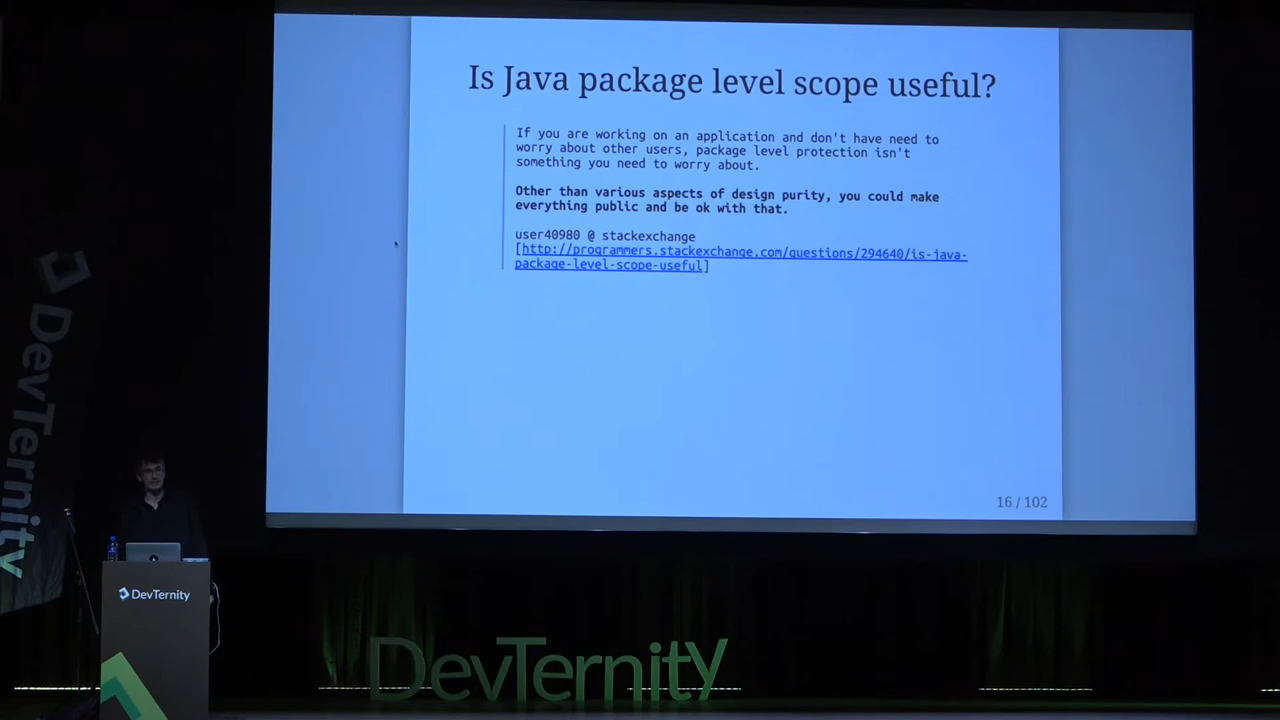 Is Java package level scope useful?
If you are working on an application and don't have need to
worry about other users, package level protection isn't
something you need to worry about.
Other than various aspects of design purity, you could make
everything public and be ok with that.
user40980 @ stackexchange
[http://programmers.stackexchange.com/questions/294640/is-java-
package-level-scope-useful]
16 / 102
DevTernity
DevTernity
DevTernity